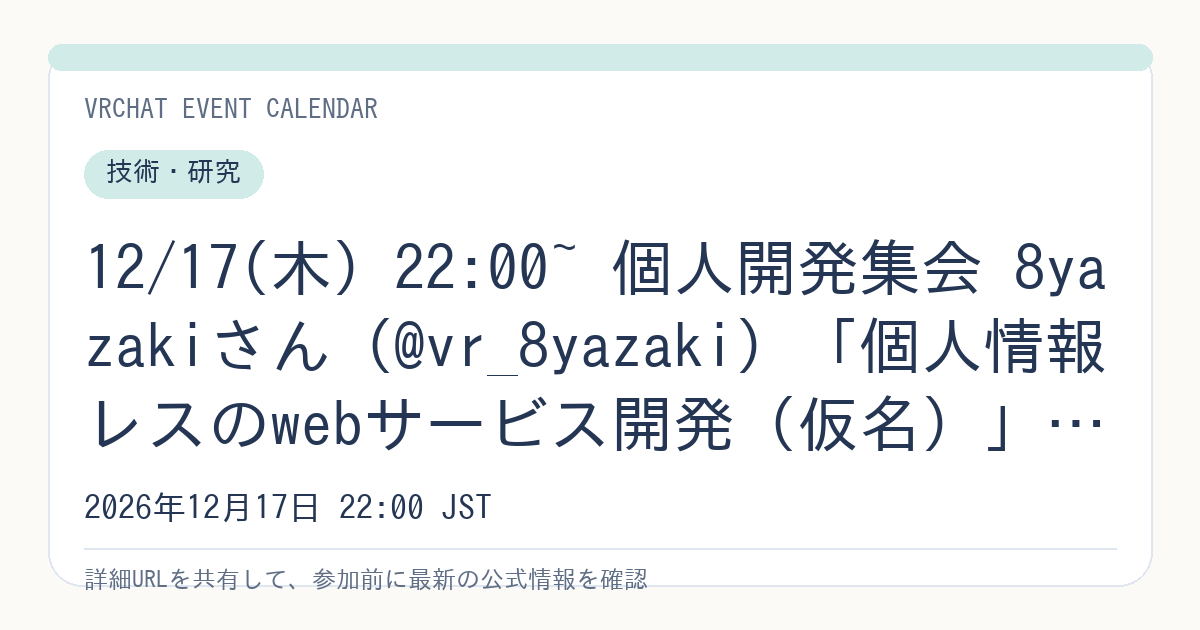 VRCHAT EVENT CALENDAR
技術・研究
12/17(木) 22:00~ 個人開発集会 8ya
zakiさん（@vr_8yazaki）「個人情報
レスのwebサービス開発（仮名）」…
2026年12月17日 22:00 JST
詳細URLを共有して、参加前に最新の公式情報を確認